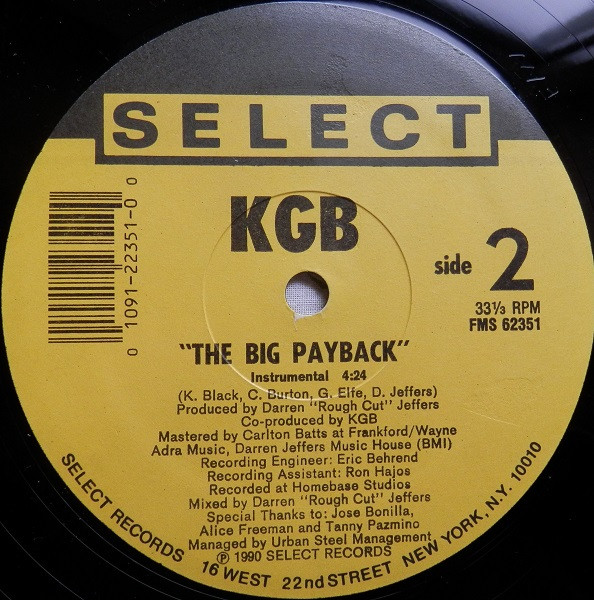 SELECT
KGB
side 2
33⅓ RPM
FMS 62351
0 1091-22351-0 0
"THE BIG PAYBACK"
Instrumental 4:24
(K. Black, C. Burton, G. Elfe, D. Jeffers)
Produced by Darren "Rough Cut" Jeffers
Co-produced by KGB
Mastered by Carlton Batts at Frankford/Wayne
Adra Music, Darren Jeffers Music House (BMI)
Recording Engineer: Eric Behrend
Recording Assistant: Ron Hajos
Recorded at Homebase Studios
Mixed by Darren "Rough Cut" Jeffers
Special Thanks to: Jose Bonilla,
Alice Freeman and Tanny Pazmino
Managed by Urban Steel Management
Ⓟ 1990 SELECT RECORDS
SELECT RECORDS 16 WEST 22nd STREET NEW YORK, N.Y. 10010